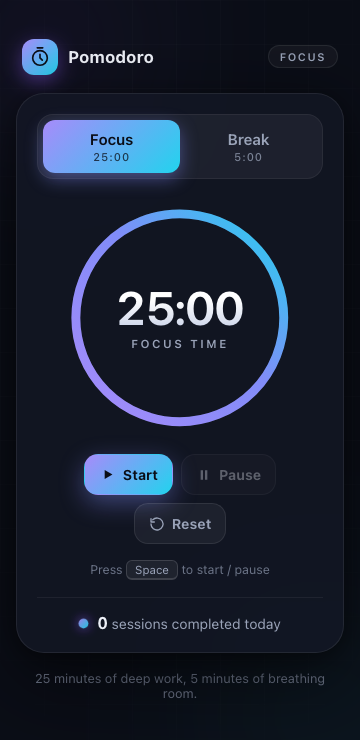 Pomodoro
FOCUS
Focus
25:00
Break
5:00
25:00
FOCUS TIME
Start
Pause
Reset
Press Space to start / pause
0 sessions completed today
25 minutes of deep work, 5 minutes of breathing
room.